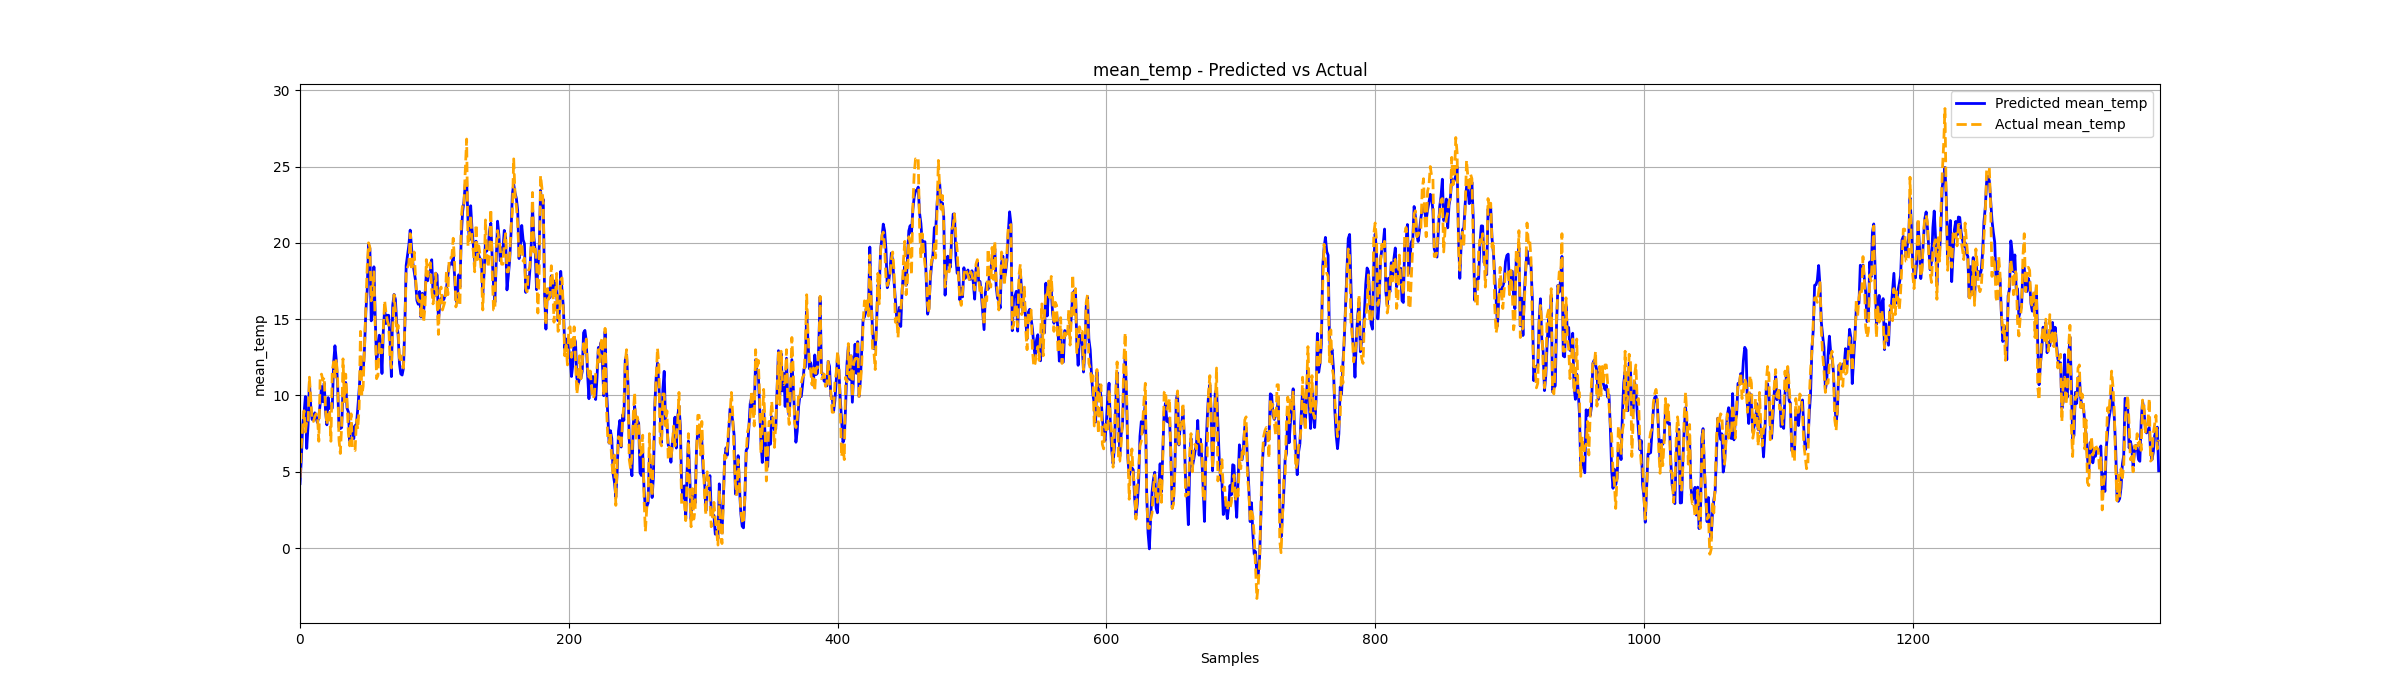 mean_temp - Predicted vs Actual
Predicted mean_temp
Actual mean_temp
30
25
20
15
10
5
0
mean_temp
0
200
400
600
800
1000
1200
Samples